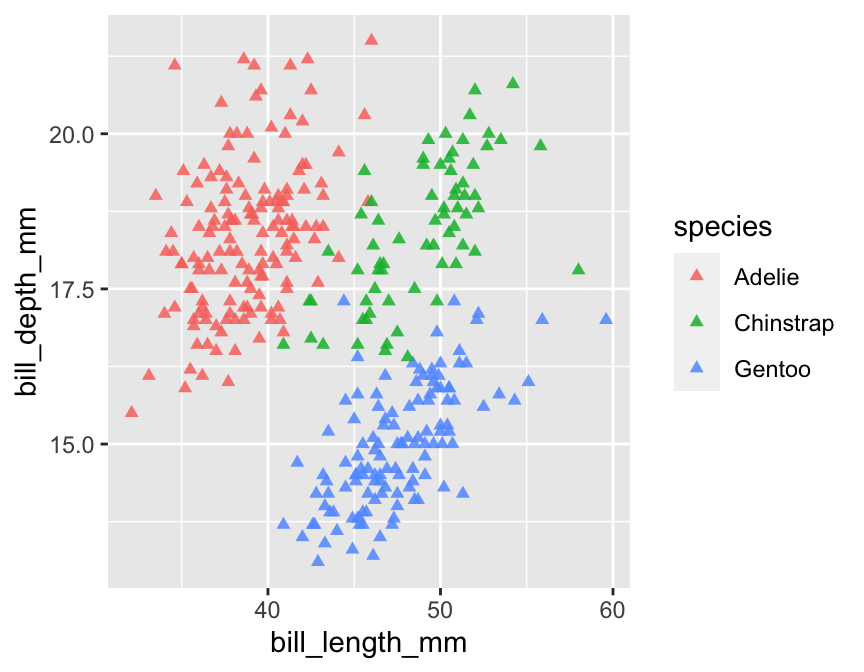 20.0
17.5
15.0
bill_depth_mm
40 50 60
bill_length_mm
species
Adelie
Chinstrap
Gentoo